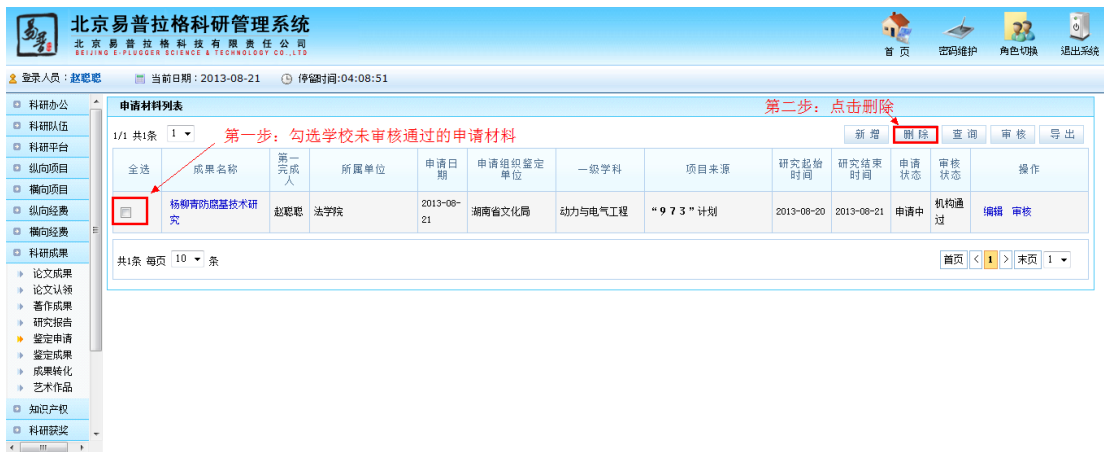 北京易普拉格科研管理系统
北京易普拉格科技有限责任公司
BEIJING E-PLUGGER SCIENCE & TECHNOLOGY CO.,LTD
首页 密码维护 角色切换 退出系统
登录人员：赵聪聪 当前日期：2013-08-21 停留时间:04:08:51
科研办公
科研队伍
科研平台
纵向项目
横向项目
纵向经费
横向经费
科研成果
论文成果
论文认领
著作成果
研究报告
鉴定申请
鉴定成果
成果转化
艺术作品
知识产权
科研获奖
申请材料列表
第二步：点击删除
1/1 共1条 1
第一步：勾选学校未审核通过的申请材料
新增 删除 查询 审核 导出
全选 成果名称 第一完成人 所属单位 申请日期 申请组织鉴定单位 一级学科 项目来源 研究起始时间 研究结束时间 申请状态 审核状态 操作
杨柳青防腐基技术研究 赵聪聪 法学院 2013-08-21 湖南省文化局 动力与电气工程 “973”计划 2013-08-20 2013-08-21 申请中 机构通过 编辑 审核
共1条 每页 10 条
首页 < 1 > 末页 1